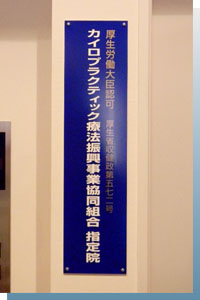 厚生労働大臣認可 厚生省収健政第五七二号
カイロプラクティック療法振興事業協同組合 指定院